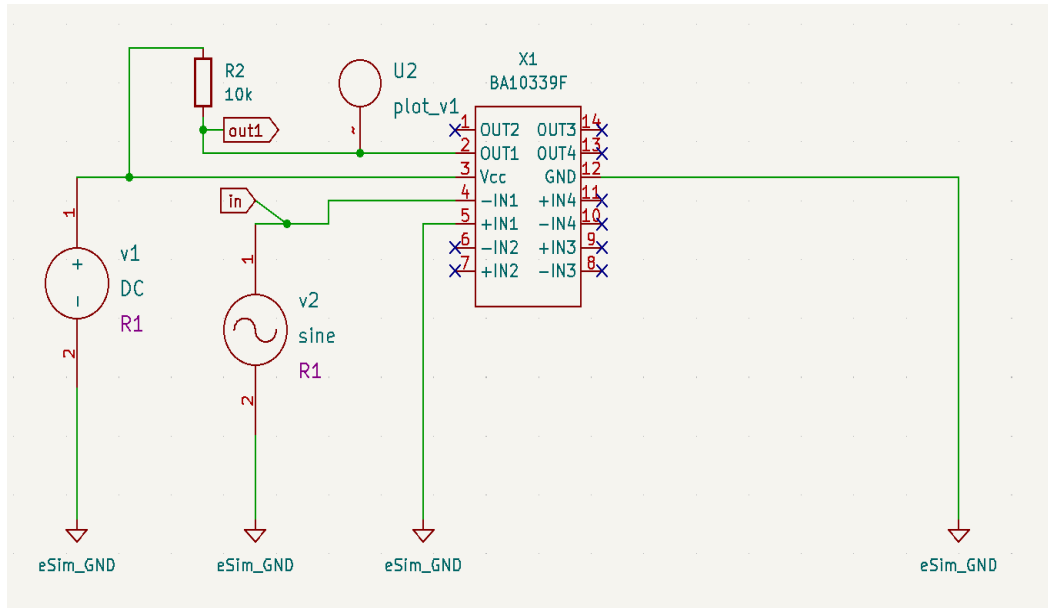 X1
BA10339F
R2
10k
U2
plot_v1
~
out1
in
1 OUT2 OUT3 14
2 OUT1 OUT4 13
3 Vcc GND 12
4 -IN1 +IN4 11
5 +IN1 -IN4 10
6 -IN2 +IN3 9
7 +IN2 -IN3 8
1
+
-
2
v1
DC
R1
1
2
v2
sine
R1
eSim_GND
eSim_GND
eSim_GND
eSim_GND